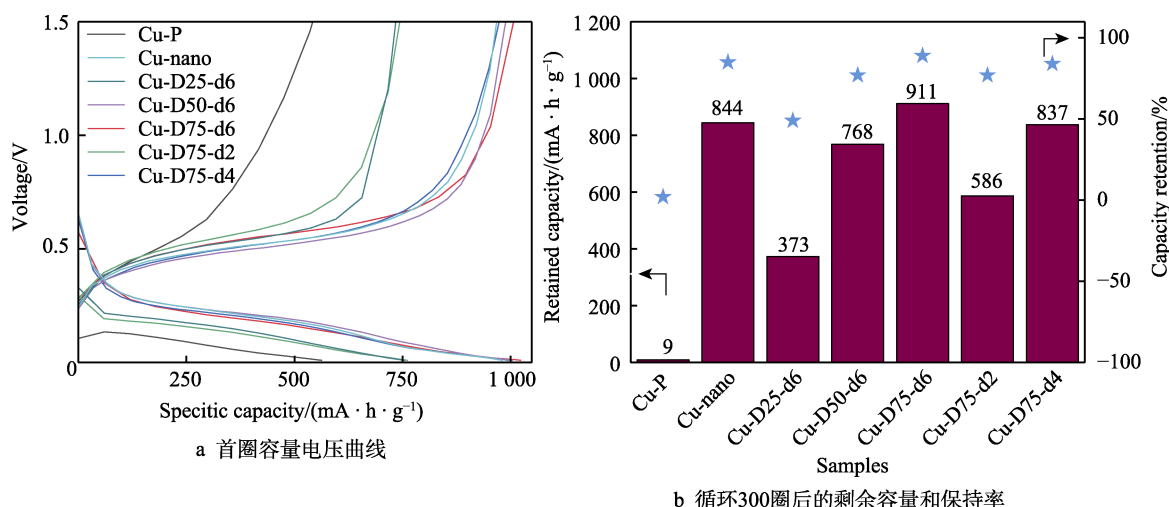 1.5
1.0
0.5
0
Voltage/V
Cu-P
Cu-nano
Cu-D25-d6
Cu-D50-d6
Cu-D75-d6
Cu-D75-d2
Cu-D75-d4
250
500
750
1 000
Specitic capacity/(mA · h · g⁻¹)
a 首圈容量电压曲线
1 200
1 000
800
600
400
200
0
Retained capacity/(mA · h · g⁻¹)
9
844
373
768
911
586
837
100
50
0
−50
−100
Capacity retention/%
Cu-P
Cu-nano
Cu-D25-d6
Cu-D50-d6
Cu-D75-d6
Cu-D75-d2
Cu-D75-d4
Samples
b 循环300圈后的剩余容量和保持率